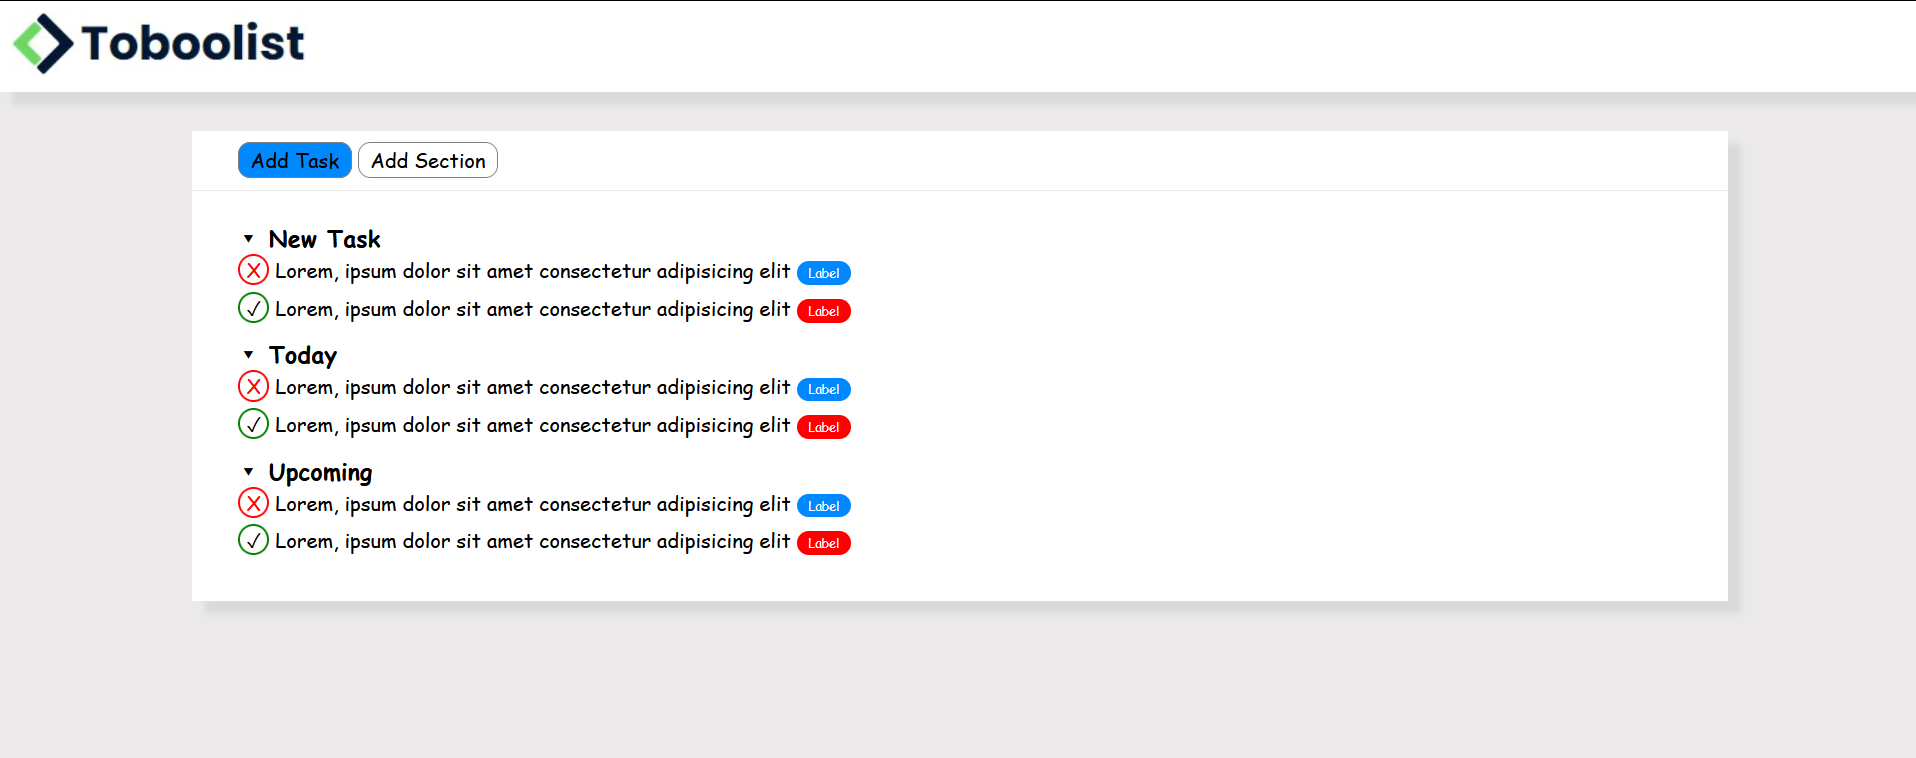 Toboolist
Add Task Add Section
▼ New Task
X Lorem, ipsum dolor sit amet consectetur adipisicing elit Label
✓ Lorem, ipsum dolor sit amet consectetur adipisicing elit Label
▼ Today
X Lorem, ipsum dolor sit amet consectetur adipisicing elit Label
✓ Lorem, ipsum dolor sit amet consectetur adipisicing elit Label
▼ Upcoming
X Lorem, ipsum dolor sit amet consectetur adipisicing elit Label
✓ Lorem, ipsum dolor sit amet consectetur adipisicing elit Label